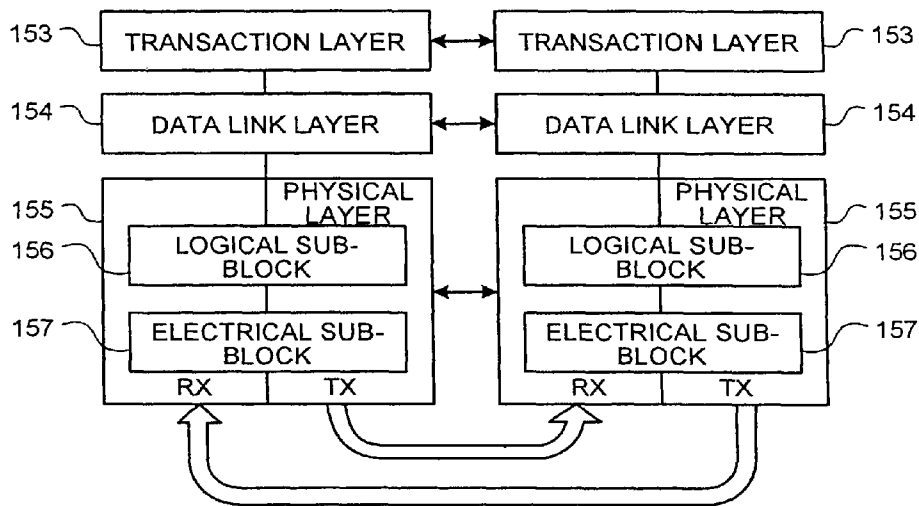 153 TRANSACTION LAYER TRANSACTION LAYER 153
154 DATA LINK LAYER DATA LINK LAYER 154
PHYSICAL PHYSICAL
155 LAYER LAYER 155
156 LOGICAL SUB- LOGICAL SUB- 156
BLOCK BLOCK
157 ELECTRICAL SUB- ELECTRICAL SUB- 157
BLOCK BLOCK
RX TX RX TX